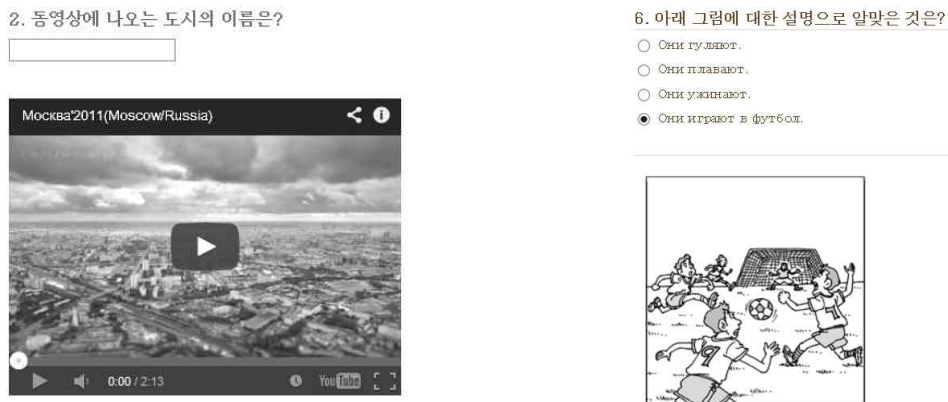 2. 동영상에 나오는 도시의 이름은?
Москва'2011(Moscow/Russia)
0:00 / 2:13
YouTube
6. 아래 그림에 대한 설명으로 알맞은 것은?
Они гуляют.
Они плавают.
Они ужинают.
Они играют в футбол.
9